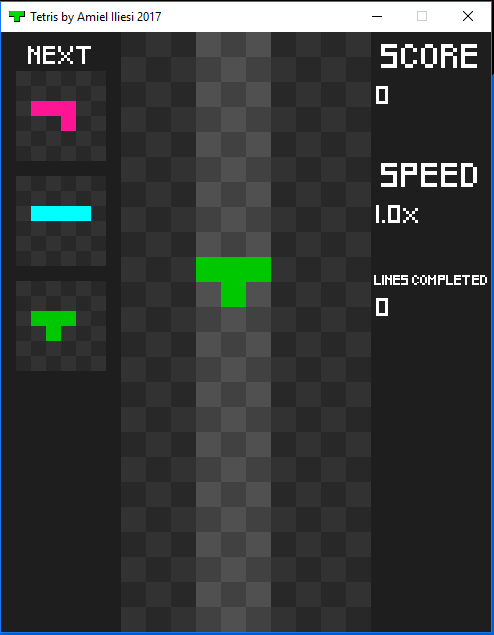 Tetris by Amiel Iliesi 2017
NEXT
SCORE
0
SPEED
1.0x
LINES COMPLETED
0